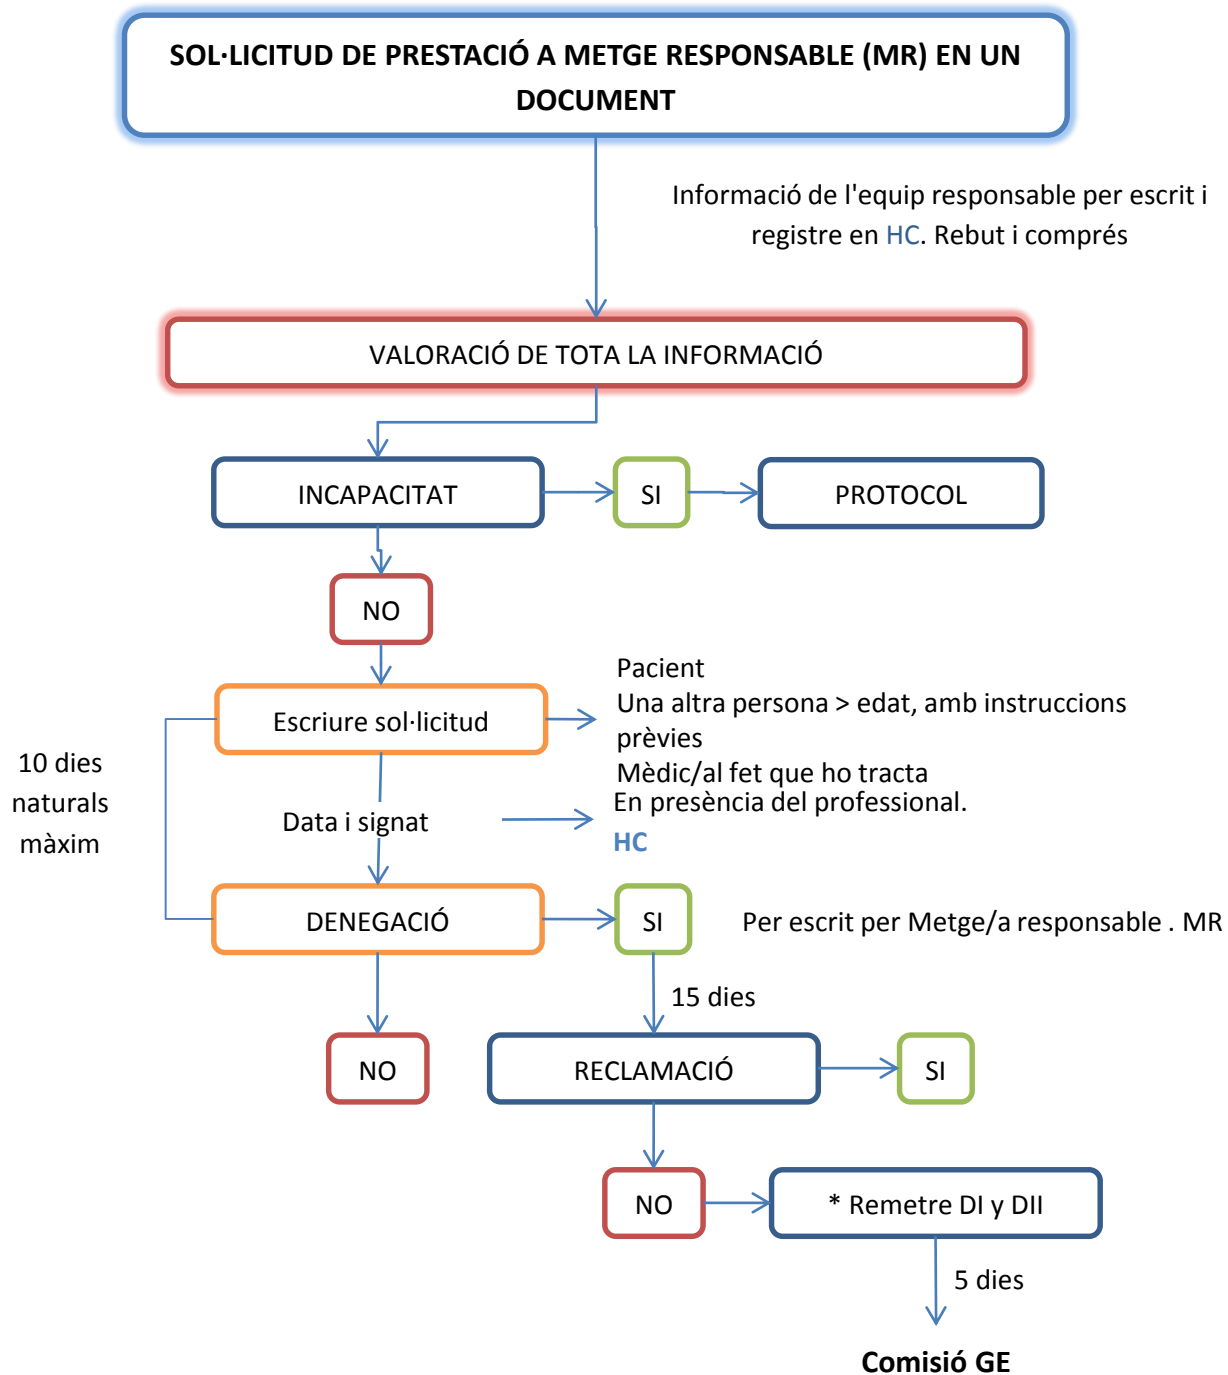 SOL·LICITUD DE PRESTACIÓ A METGE RESPONSABLE (MR) EN UN
DOCUMENT
Informació de l'equip responsable per escrit i
registre en HC. Rebut i comprés
VALORACIÓ DE TOTA LA INFORMACIÓ
INCAPACITAT
SI
PROTOCOL
NO
Escriure sol·licitud
Pacient
Una altra persona > edat, amb instruccions
prèvies
Mèdic/al fet que ho tracta
10 dies
naturals
màxim
Data i signat
En presència del professional.
HC
DENEGACIÓ
SI
Per escrit per Metge/a responsable . MR
15 dies
NO
RECLAMACIÓ
SI
NO
* Remetre DI y DII
5 dies
Comisió GE